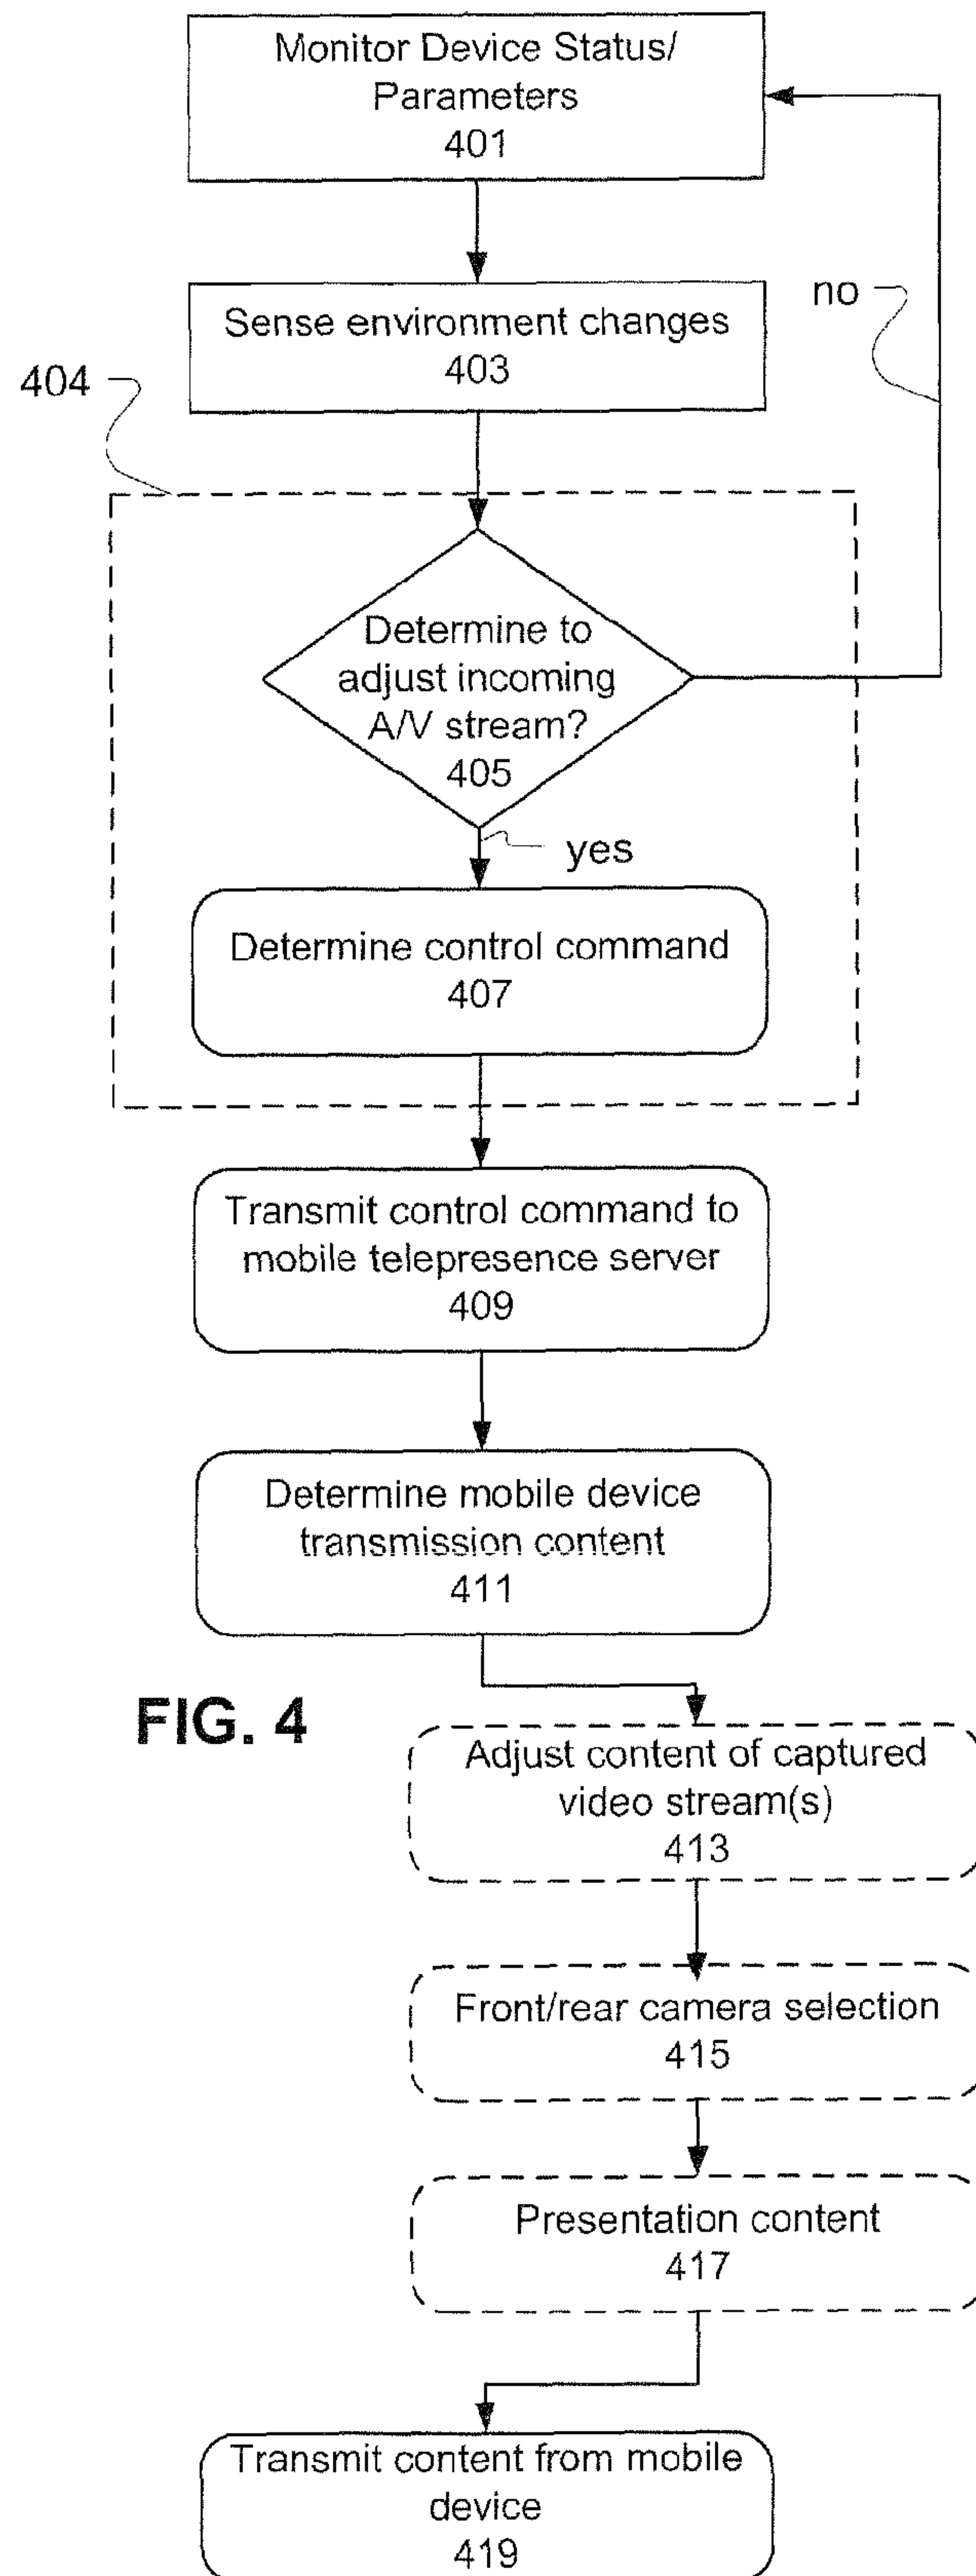 Monitor Device Status/
Parameters
401
no
Sense environment changes
403
404
Determine to
adjust incoming
A/V stream?
405
yes
Determine control command
407
Transmit control command to
mobile telepresence server
409
Determine mobile device
transmission content
411
FIG. 4
Adjust content of captured
video stream(s)
413
Front/rear camera selection
415
Presentation content
417
Transmit content from mobile
device
419